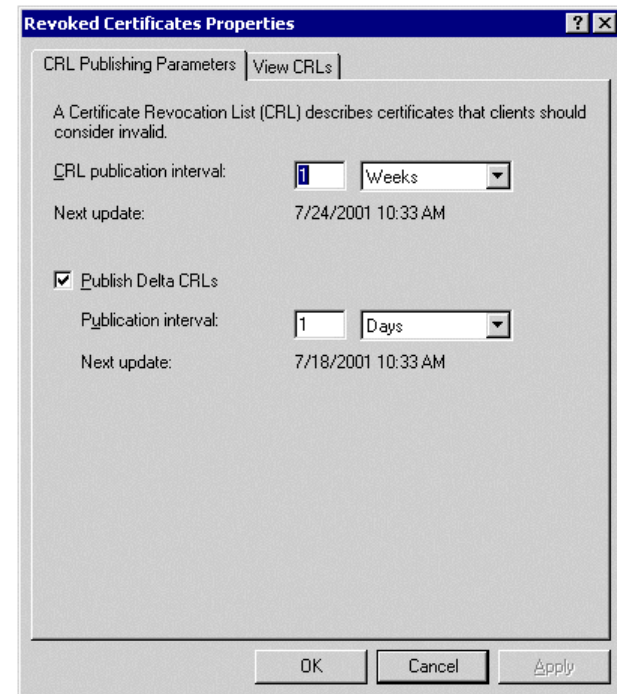 Revoked Certificates Properties
CRL Publishing Parameters View CRLs
A Certificate Revocation List (CRL) describes certificates that clients should
consider invalid.
CRL publication interval: 1 Weeks
Next update: 7/24/2001 10:33 AM
Publish Delta CRLs
Publication interval: 1 Days
Next update: 7/18/2001 10:33 AM
OK Cancel Apply